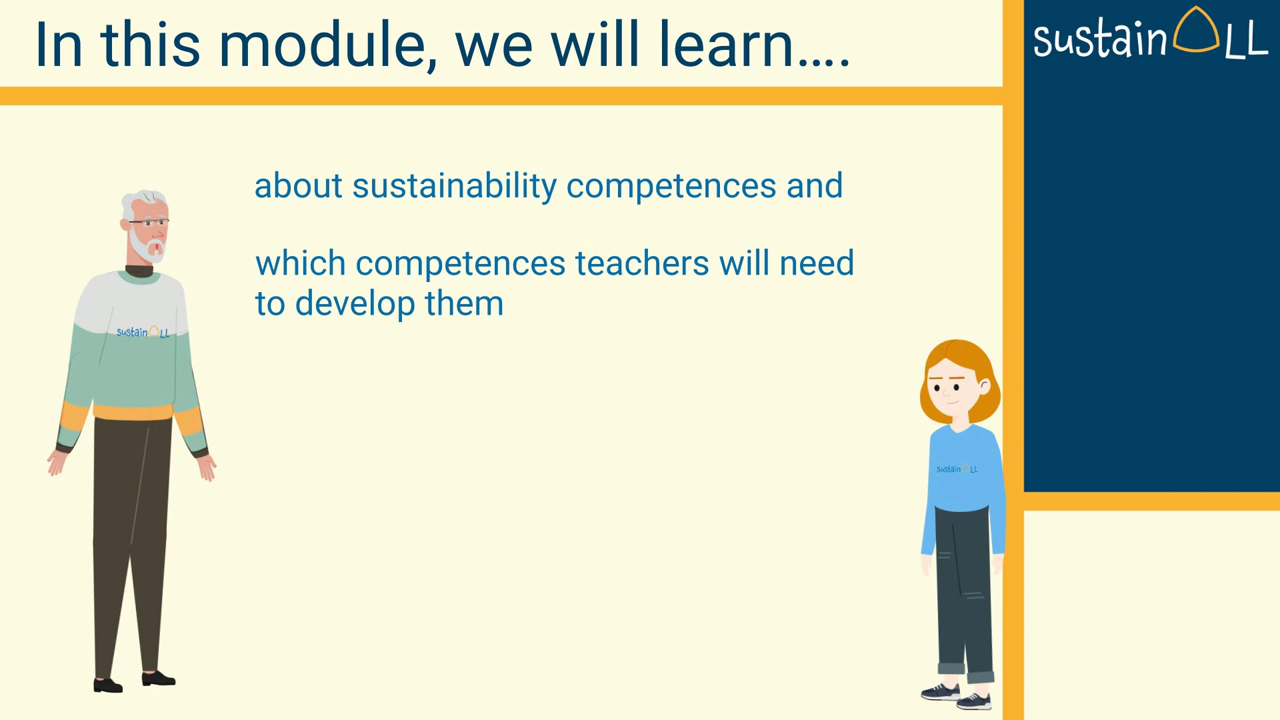 In this module, we will learn....
sustainALL
about sustainability competences and
which competences teachers will need
to develop them
sustainALL
sustainALL